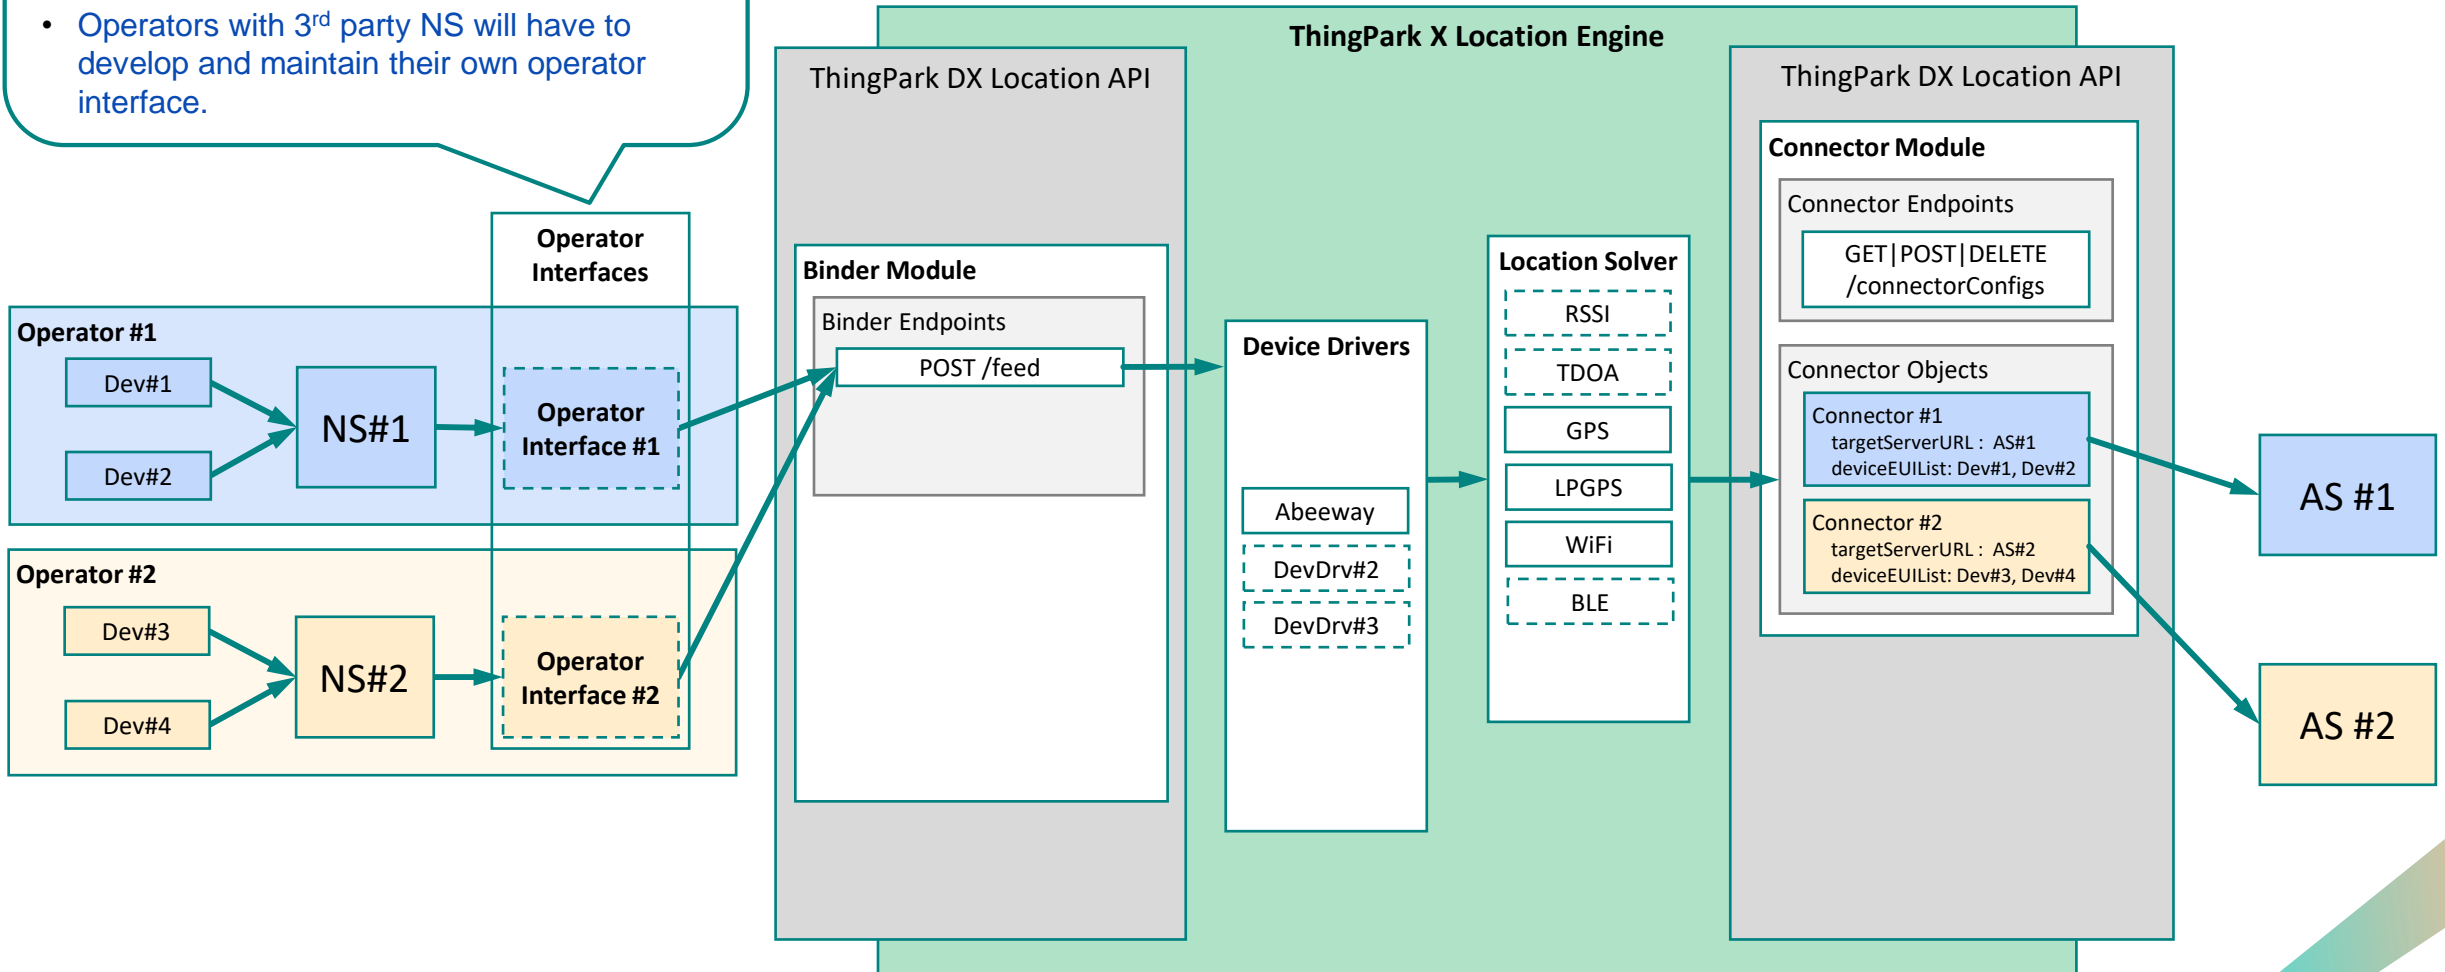 • Operators with 3rd party NS will have to
develop and maintain their own operator
interface.
ThingPark X Location Engine
ThingPark DX Location API
ThingPark DX Location API
Operator
Interfaces
Operator #1
Dev#1
Dev#2
NS#1
Operator
Interface #1
Operator #2
Dev#3
Dev#4
NS#2
Operator
Interface #2
Binder Module
Binder Endpoints
POST /feed
Device Drivers
Abeeway
DevDrv#2
DevDrv#3
Location Solver
RSSI
TDOA
GPS
LPGPS
WiFi
BLE
Connector Module
Connector Endpoints
GET|POST|DELETE
/connectorConfigs
Connector Objects
Connector #1
targetServerURL : AS#1
deviceEUIList: Dev#1, Dev#2
Connector #2
targetServerURL : AS#2
deviceEUIList: Dev#3, Dev#4
AS #1
AS #2